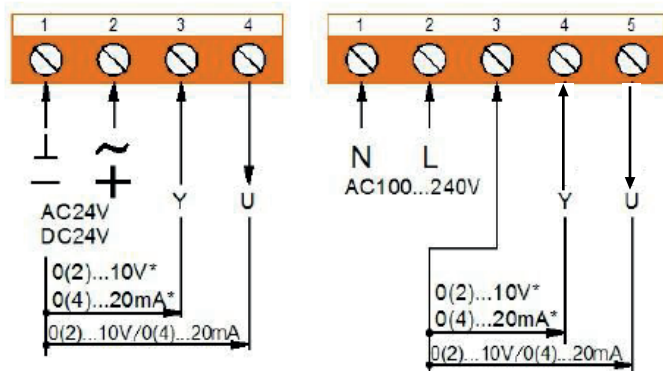 1 2 3 4
⊥ ~
− +
AC24V
DC24V
Y U
0(2)...10V*
0(4)...20mA*
0(2)...10V/0(4)...20mA
1 2 3 4 5
N L
AC100...240V
Y U
0(2)...10V*
0(4)...20mA*
0(2)...10V/0(4)...20mA